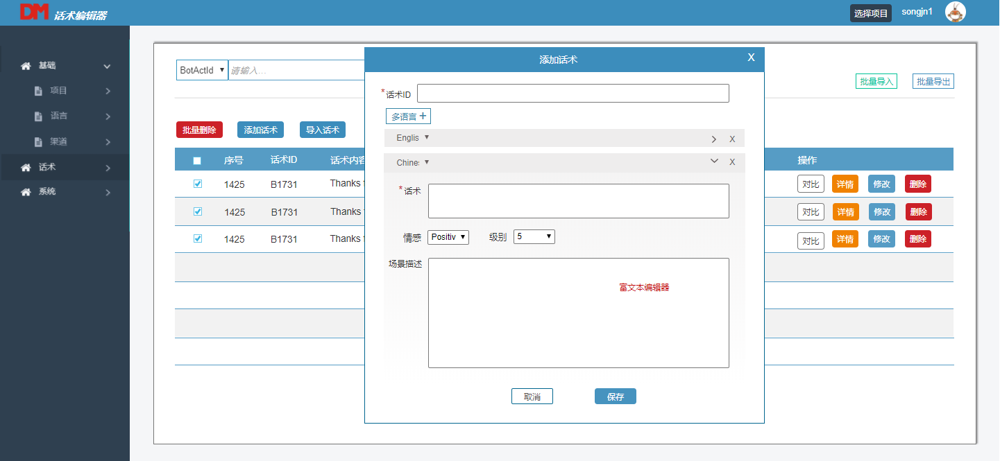 DM 话术编辑器
选择项目 songjn1
基础
项目
语言
渠道
话术
系统
BotActId 请输入...
批量导入 批量导出
批量删除 添加话术 导入话术
序号 话术ID 话术内容 操作
1425 B1731 Thanks 对比 详情 修改 删除
1425 B1731 Thanks 对比 详情 修改 删除
1425 B1731 Thanks 对比 详情 修改 删除
添加话术 X
*话术ID
多语言 +
Englis X
Chine X
*话术
情感 Positiv 级别 5
场景描述
富文本编辑器
取消 保存